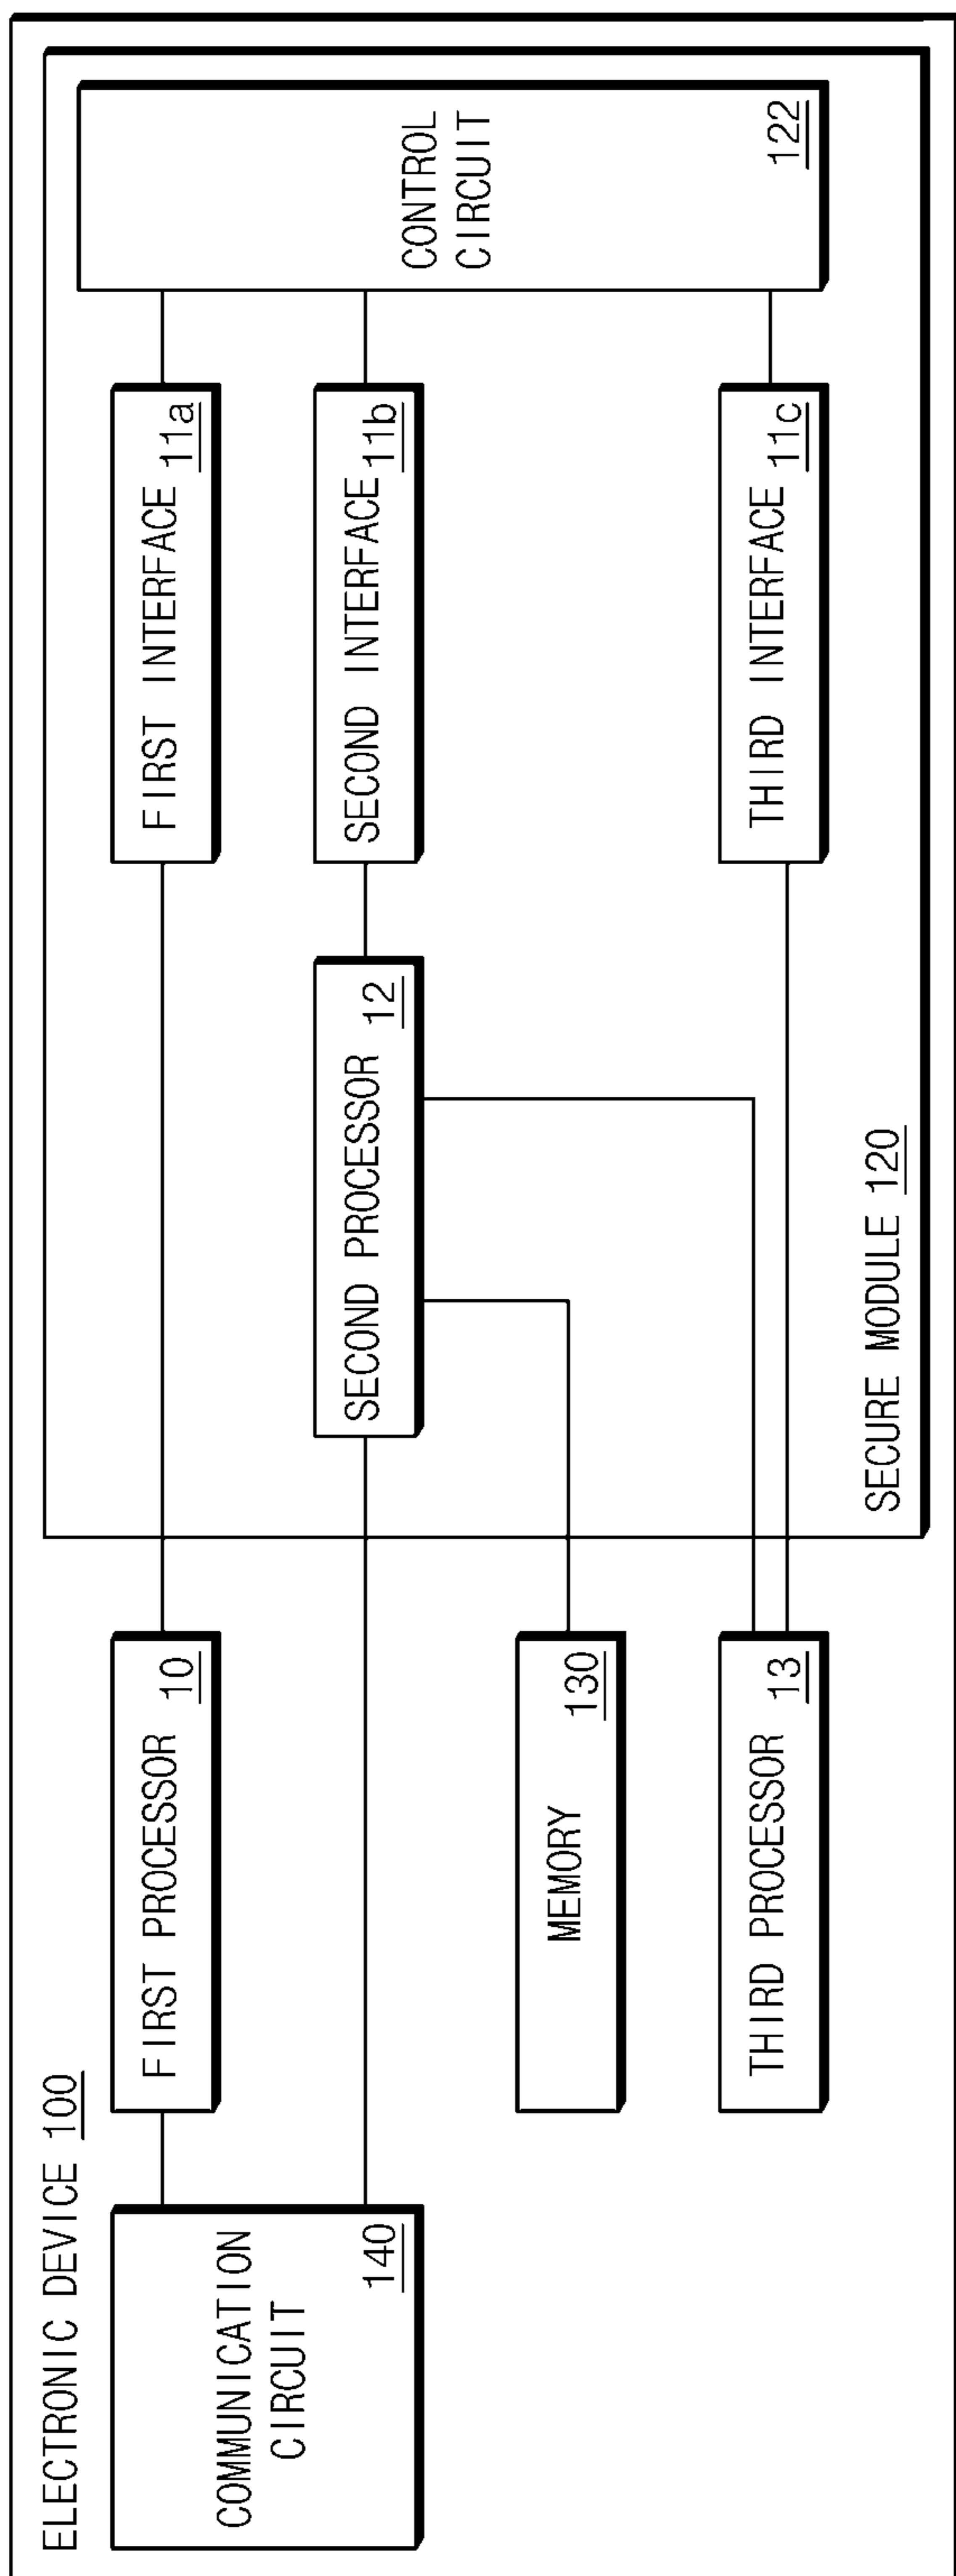 ELECTRONIC DEVICE 100
COMMUNICATION
CIRCUIT
140
FIRST PROCESSOR 10
MEMORY 130
THIRD PROCESSOR 13
SECURE MODULE 120
SECOND PROCESSOR 12
FIRST INTERFACE 11a
SECOND INTERFACE 11b
THIRD INTERFACE 11c
CONTROL
CIRCUIT
122